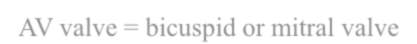 AV valve = bicuspid or mitral valve